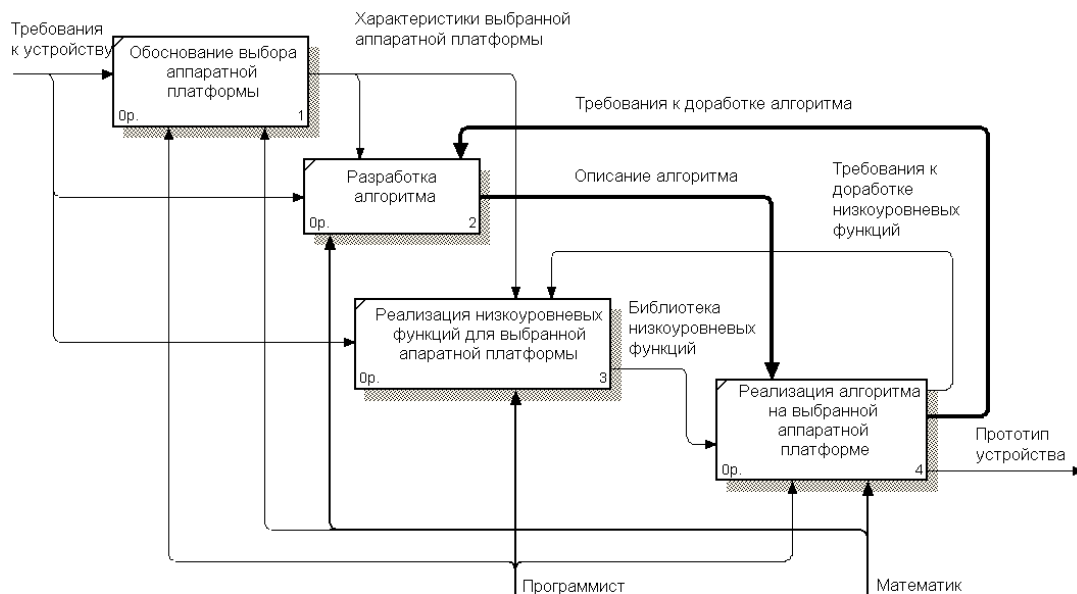 Требования
к устройству
Характеристики выбранной
аппаратной платформы
Обоснование выбора
аппаратной
платформы
0р.
1
Требования к доработке алгоритма
Разработка
алгоритма
0р.
2
Описание алгоритма
Требования к
доработке
низкоуровневых
функций
Реализация низкоуровневых
функций для выбранной
апаратной платформы
0р.
3
Библиотека
низкоуровневых
функций
Реализация алгоритма
на выбранной
аппаратной
платформе
0р.
4
Прототип
устройства
Программист
Математик